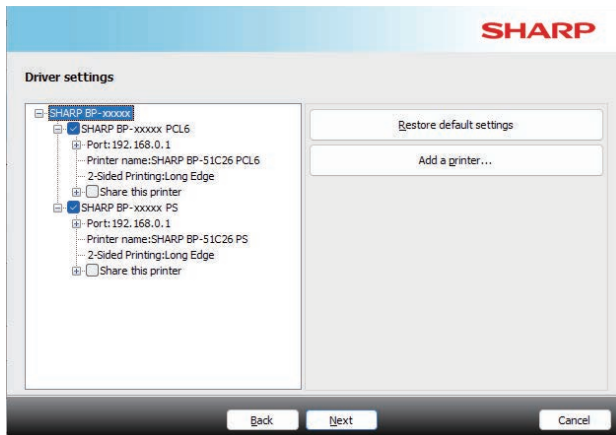 SHARP
Driver settings
SHARP BP-xxxxx
SHARP BP-xxxxx PCL6
Port:192.168.0.1
Printer name:SHARP BP-51C26 PCL6
2-Sided Printing:Long Edge
Share this printer
SHARP BP-xxxxx PS
Port:192.168.0.1
Printer name:SHARP BP-51C26 PS
2-Sided Printing:Long Edge
Share this printer
Restore default settings
Add a printer...
Back
Next
Cancel